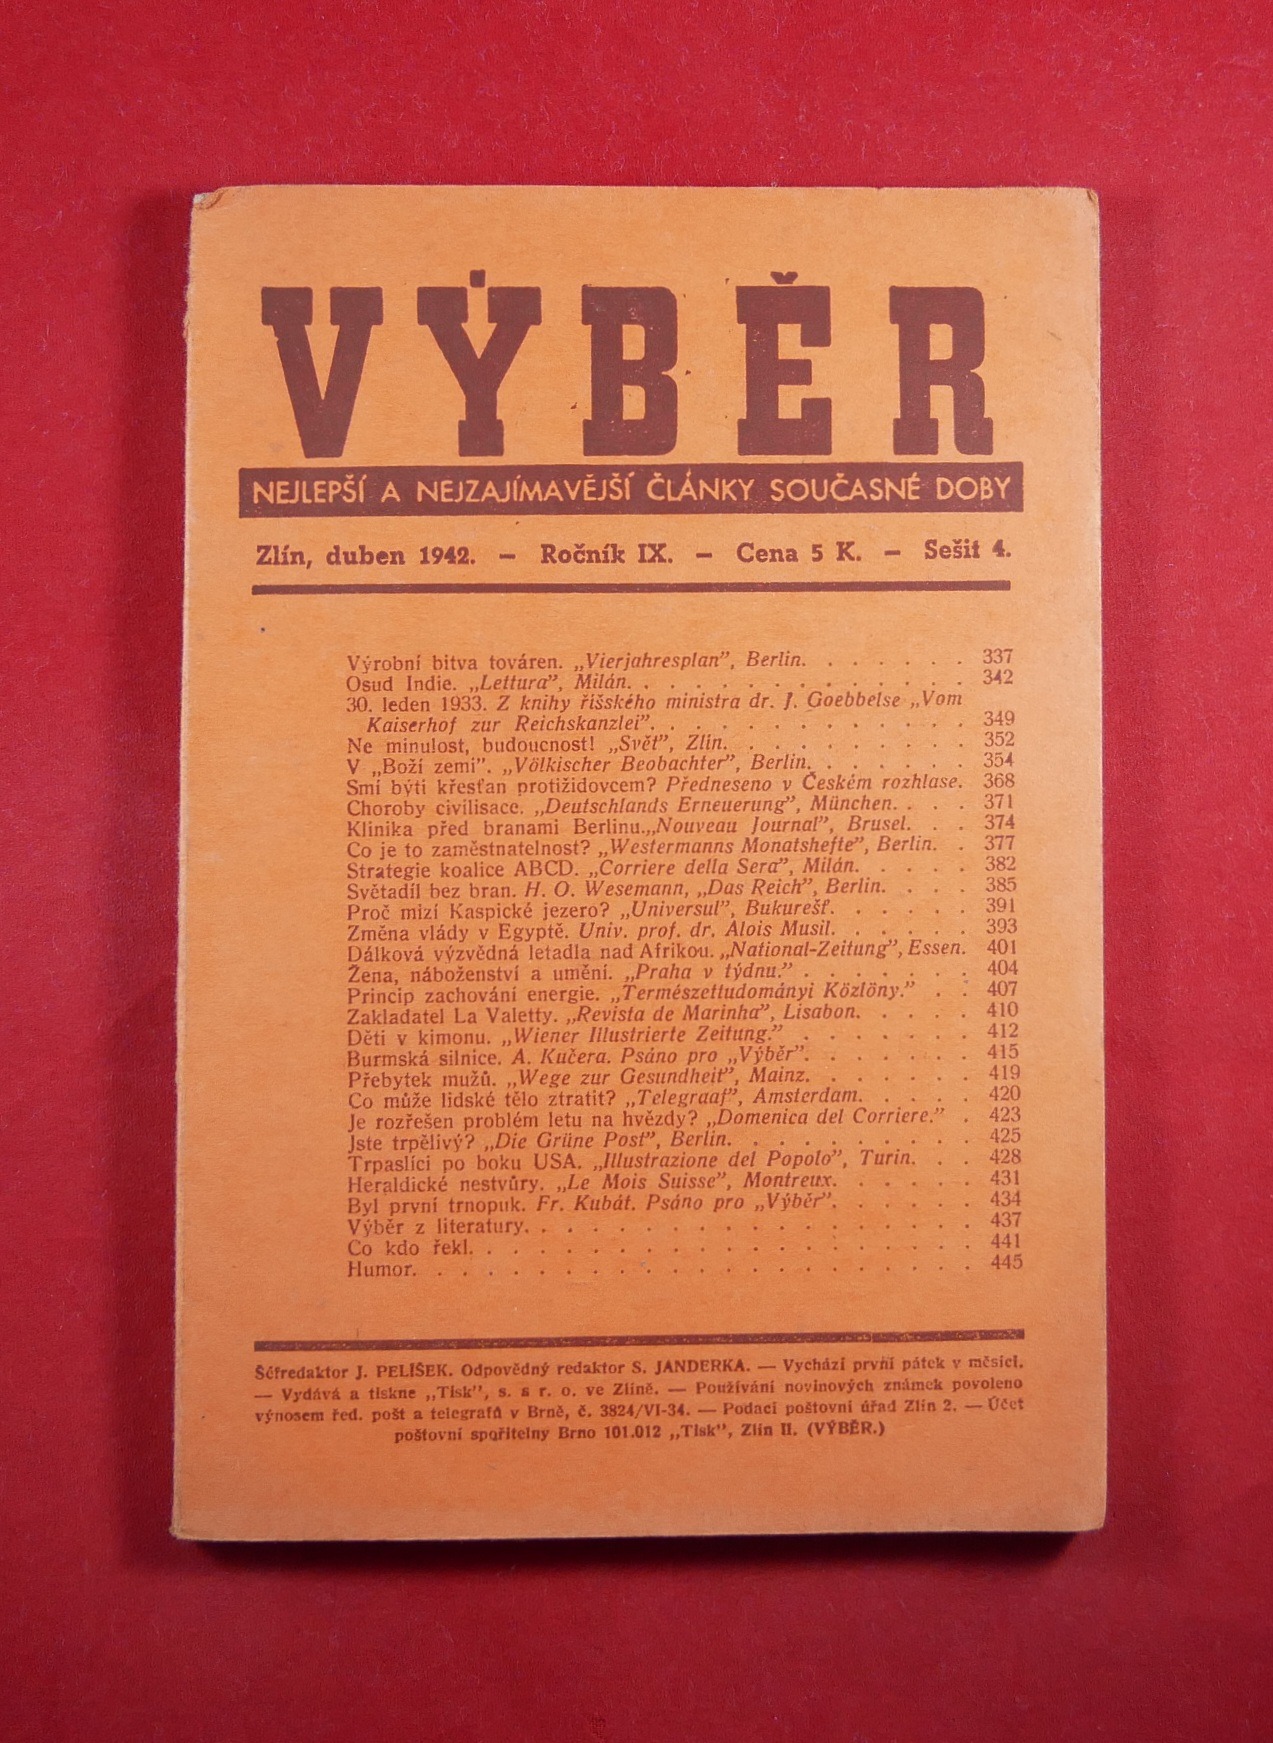 VÝBĚR
NEJLEPŠÍ A NEJZAJÍMAVĚJŠÍ ČLÁNKY SOUČASNÉ DOBY
Zlín, duben 1942. – Ročník IX. – Cena 5 K. – Sešit 4.
Výrobní bitva továren. „Vierjahresplan”, Berlin. . . . . . . 337
Osud Indie. „Lettura”, Milán. . . . . . . . . . . . . . 342
30. leden 1933. Z knihy říšského ministra dr. J. Goebbelse „Vom
Kaiserhof zur Reichskanzlei”. . . . . . . . . . . . . 349
Ne minulost, budoucnost! „Svět”, Zlín. . . . . . . . . . 352
V „Boží zemi”. „Völkischer Beobachter”, Berlin. . . . . . . 354
Smí býti křesťan protižidovcem? Předneseno v Českém rozhlase. 368
Choroby civilisace. „Deutschlands Erneuerung”, München. . . . 371
Klinika před branami Berlinu.„Nouveau Journal”, Brusel. . . 374
Co je to zaměstnatelnost? „Westermanns Monatshefte”, Berlin. . 377
Strategie koalice ABCD. „Corriere della Sera”, Milán. . . . . 382
Světadíl bez bran. H. O. Wesemann, „Das Reich”, Berlin. . . . 385
Proč mizí Kaspické jezero? „Universul”, Bukurešť. . . . . . 391
Změna vlády v Egyptě. Univ. prof. dr. Alois Musil. . . . . . 393
Dálková výzvědná letadla nad Afrikou. „National-Zeitung”, Essen. 401
Žena, náboženství a umění. „Praha v týdnu.” . . . . . . . 404
Princip zachování energie. „Természettudományi Közlöny.” . . 407
Zakladatel La Valetty. „Revista de Marinha”, Lisabon. . . . . 410
Děti v kimonu. „Wiener Illustrierte Zeitung.” . . . . . . . 412
Burmská silnice. A. Kučera. Psáno pro „Výběr”. . . . . . . 415
Přebytek mužů. „Wege zur Gesundheit”, Mainz. . . . . . . 419
Co může lidské tělo ztratit? „Telegraaf”, Amsterdam. . . . . 420
Je rozřešen problém letu na hvězdy? „Domenica del Corriere.” . 423
Jste trpělivý? „Die Grüne Post”, Berlin. . . . . . . . . . 425
Trpaslíci po boku USA. „Illustrazione del Popolo”, Turin. . . 428
Heraldické nestvůry. „Le Mois Suisse”, Montreux. . . . . . 431
Byl první trnopuk. Fr. Kubát. Psáno pro „Výběr”. . . . . . 434
Výběr z literatury. . . . . . . . . . . . . . . . . . 437
Co kdo řekl. . . . . . . . . . . . . . . . . . . . 441
Humor. . . . . . . . . . . . . . . . . . . . . . 445
Šéfredaktor J. PELÍŠEK. Odpovědný redaktor S. JANDERKA. — Vychází první pátek v měsíci.
— Vydává a tiskne „Tisk”, s. s r. o. ve Zlíně. — Používání novinových známek povoleno
výnosem řed. pošt a telegrafů v Brně, č. 3824/VI-34. — Podací poštovní úřad Zlín 2. — Účet
poštovní spořitelny Brno 101.012 „Tisk”, Zlín II. (VÝBĚR.)